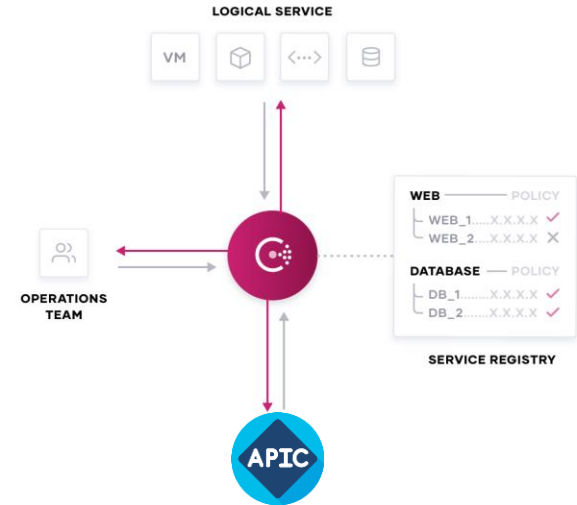 LOGICAL SERVICE
VM
WEB POLICY
WEB_1.....X.X.X.X
WEB_2....X.X.X.X
DATABASE POLICY
DB_1.......X.X.X.X
DB_2.......X.X.X.X
SERVICE REGISTRY
OPERATIONS
TEAM
APIC